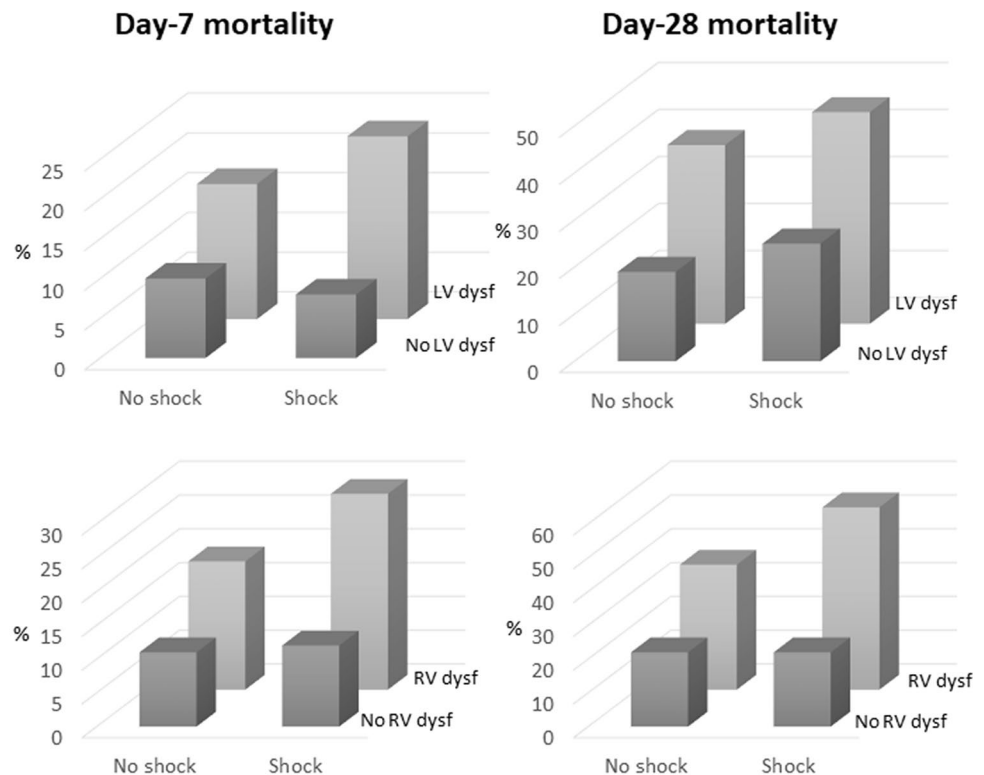 Day-7 mortality
Day-28 mortality
25
20
15
10
5
0
%
LV dysf
No LV dysf
No shock
Shock
50
40
30
20
10
0
%
LV dysf
No LV dysf
No shock
Shock
30
25
20
15
10
5
0
%
RV dysf
No RV dysf
No shock
Shock
60
50
40
30
20
10
0
%
RV dysf
No RV dysf
No shock
Shock